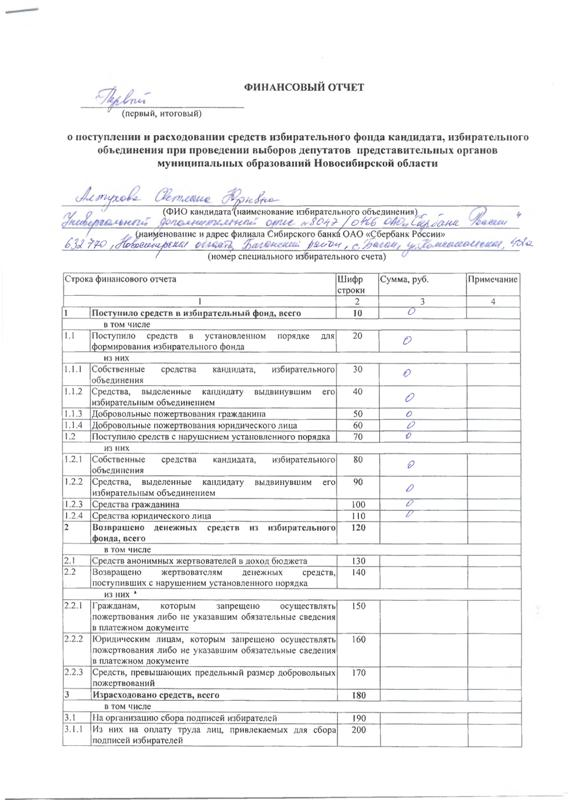 ФИНАНСОВЫЙ ОТЧЕТ
Первый
(первый, итоговый)
о поступлении и расходовании средств избирательного фонда кандидата, избирательного
объединения при проведении выборов депутатов представительных органов
муниципальных образований Новосибирской области
Светлана Юрьевна
(ФИО кандидата (наименование избирательного объединения)
Универсальный дополнительный офис №8047/0466 ОАО „Сбербанк России"
(наименование и адрес филиала Сибирского банка ОАО «Сбербанк России»
632770, Новосибирская область, Баганский район, с. Баган, ул. Комсомольская,
(номер специального избирательного счета)
Строка финансового отчета Шифр строки Сумма, руб. Примечание
1 2 3 4
1 Поступило средств в избирательный фонд, всего 10 0
в том числе
1.1 Поступило средств в установленном порядке для
формирования избирательного фонда 20 0
из них
1.1.1 Собственные средства кандидата, избирательного
объединения 30 0
1.1.2 Средства, выделенные кандидату выдвинувшим его
избирательным объединением 40 0
1.1.3 Добровольные пожертвования гражданина 50 0
1.1.4 Добровольные пожертвования юридического лица 60 0
1.2 Поступило средств с нарушением установленного порядка 70 0
из них
1.2.1 Собственные средства кандидата, избирательного
объединения 80 0
1.2.2 Средства, выделенные кандидату выдвинувшим его
избирательным объединением 90 0
1.2.3 Средства гражданина 100 0
1.2.4 Средства юридического лица 110 0
2 Возвращено денежных средств из избирательного
фонда, всего 120
в том числе
2.1 Средств анонимных жертвователей в доход бюджета 130
2.2 Возвращено жертвователям денежных средств,
поступивших с нарушением установленного порядка 140
из них
2.2.1 Гражданам, которым запрещено осуществлять
пожертвования либо не указавшим обязательные сведения
в платежном документе 150
2.2.2 Юридическим лицам, которым запрещено осуществлять
пожертвования либо не указавшим обязательные сведения
в платежном документе 160
2.2.3 Средств, превышающих предельный размер добровольных
пожертвований 170
3 Израсходовано средств, всего 180
в том числе
3.1 На организацию сбора подписей избирателей 190
3.1.1 Из них на оплату труда лиц, привлекаемых для сбора
подписей избирателей 200